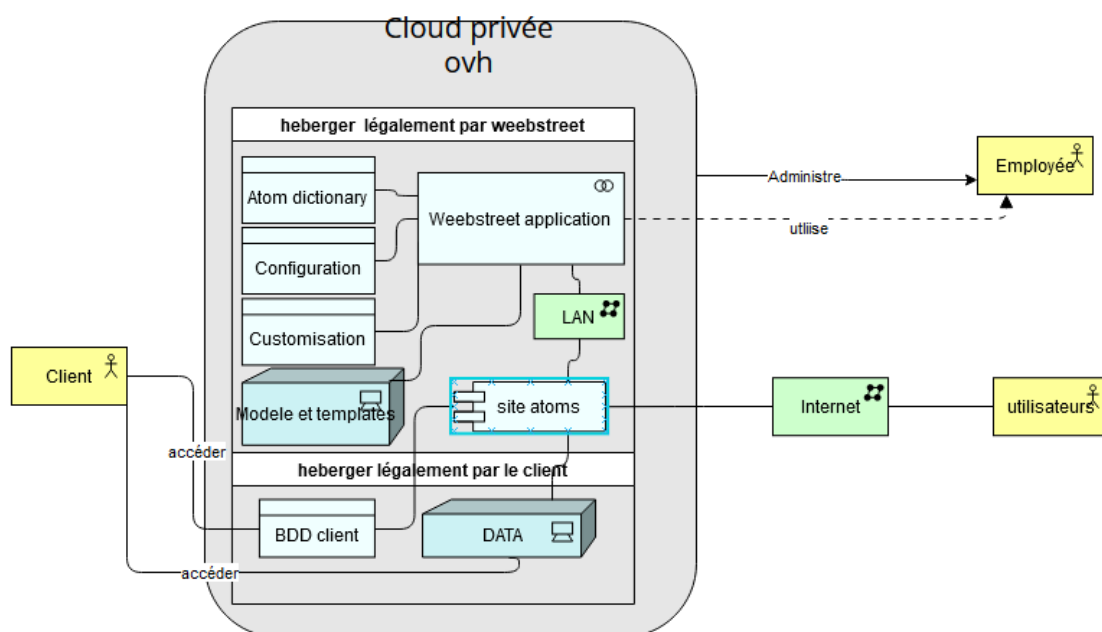 Cloud privée
ovh
heberger  légalement par weebstreet
Atom dictionary
Weebstreet application
Administre
Employée
utliise
Configuration
LAN
Customisation
Client
Modele et templates
site atoms
Internet
utilisateurs
accéder
heberger légalement par le client
BDD client
DATA
accéder